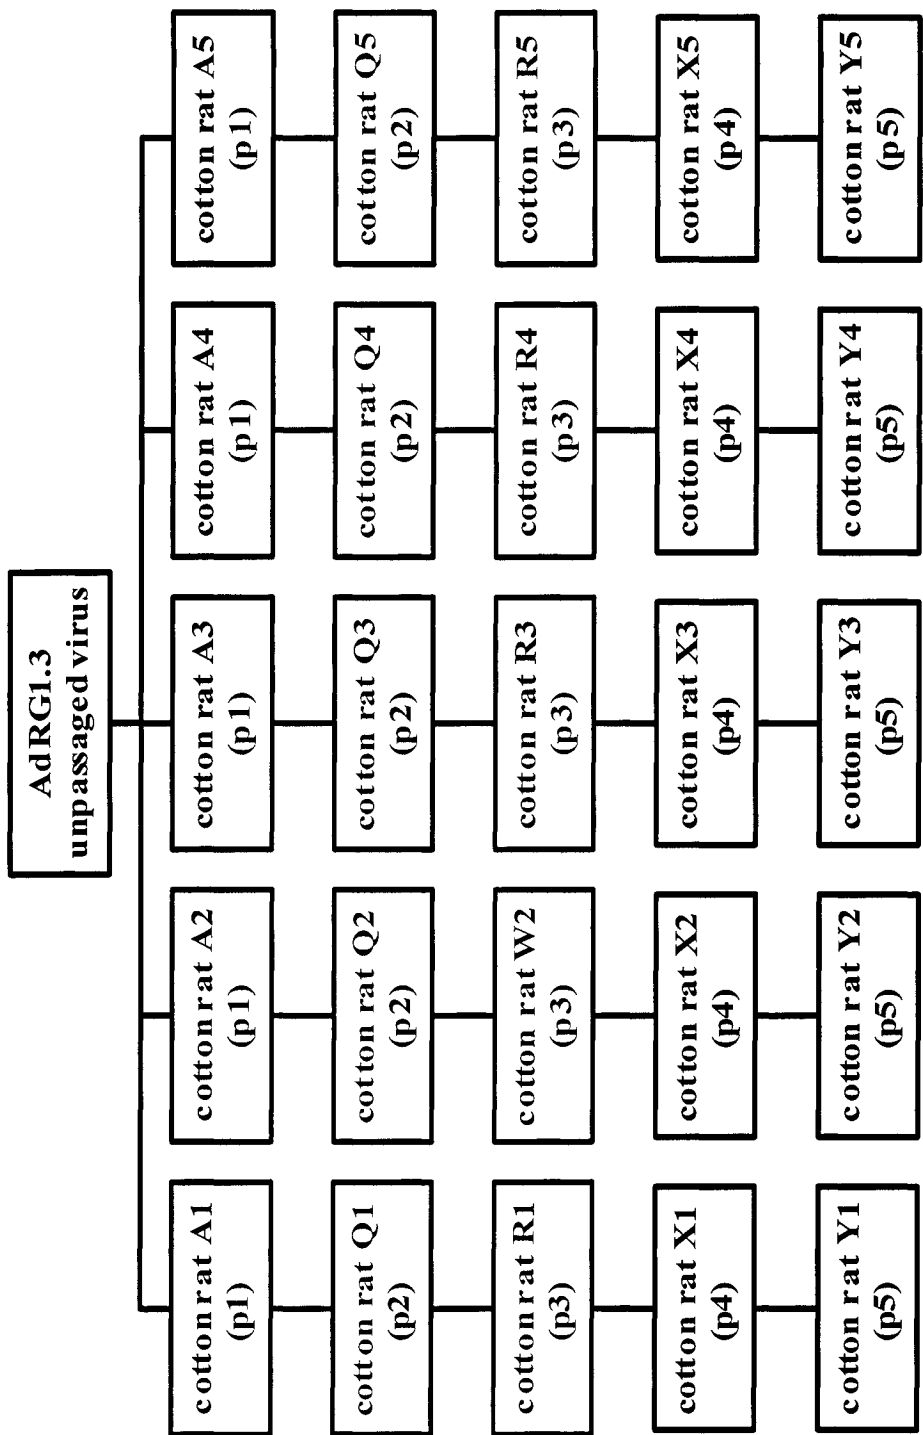 AdRG1.3
unpassaged virus
cotton rat A1
(p1)
cotton rat A2
(p1)
cotton rat A3
(p1)
cotton rat A4
(p1)
cotton rat A5
(p1)
cotton rat Q1
(p2)
cotton rat Q2
(p2)
cotton rat Q3
(p2)
cotton rat Q4
(p2)
cotton rat Q5
(p2)
cotton rat R1
(p3)
cotton rat W2
(p3)
cotton rat R3
(p3)
cotton rat R4
(p3)
cotton rat R5
(p3)
cotton rat X1
(p4)
cotton rat X2
(p4)
cotton rat X3
(p4)
cotton rat X4
(p4)
cotton rat X5
(p4)
cotton rat Y1
(p5)
cotton rat Y2
(p5)
cotton rat Y3
(p5)
cotton rat Y4
(p5)
cotton rat Y5
(p5)